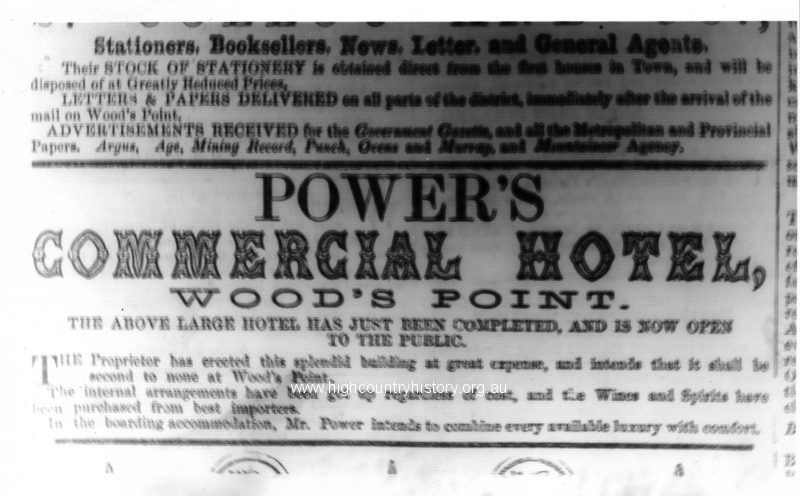 Stationers, Booksellers, News, Letter, and General Agents,
Their STOCK OF STATIONERY is obtained direct from the first houses in Town, and will be
disposed of at Greatly Reduced Prices.
LETTERS & PAPERS DELIVERED on all parts of the district, immediately after the arrival of the
mail on Wood's Point.
ADVERTISEMENTS RECEIVED for the Government Gazette, and all the Metropolitan and Provincial
Papers. Argus, Age, Mining Record, Punch, Ovens and Murray, and Mountaineer Agency.
POWER'S
COMMERCIAL HOTEL,
WOOD'S POINT.
THE ABOVE LARGE HOTEL HAS JUST BEEN COMPLETED, AND IS NOW OPEN
TO THE PUBLIC.
THE Proprietor has erected this splendid building at great expense, and intends that it shall be
second to none at Wood's Point.
www.highcountryhistory.org.au
The internal arrangements have been got up regardless of cost, and the Wines and Spirits have
been purchased from best importers.
In the boarding accommodation, Mr. Power intends to combine every available luxury with comfort.